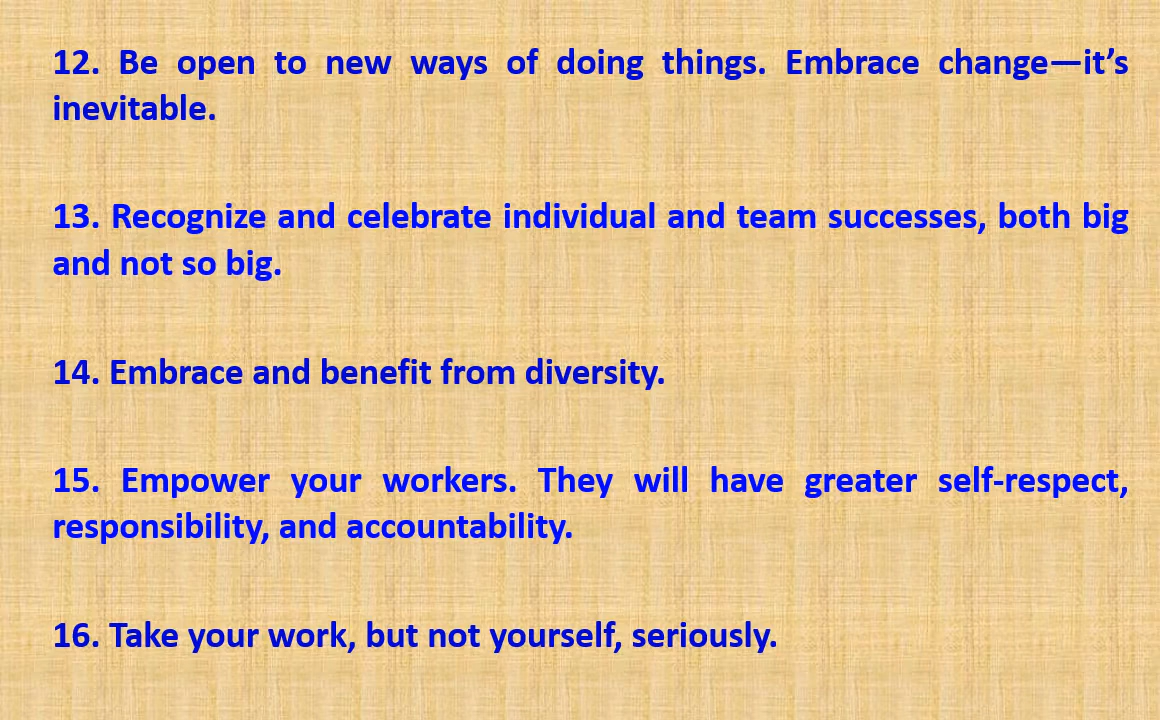 12. Be open to new ways of doing things. Embrace change—it’s
inevitable.
13. Recognize and celebrate individual and team successes, both big
and not so big.
14. Embrace and benefit from diversity.
15. Empower your workers. They will have greater self-respect,
responsibility, and accountability.
16. Take your work, but not yourself, seriously.